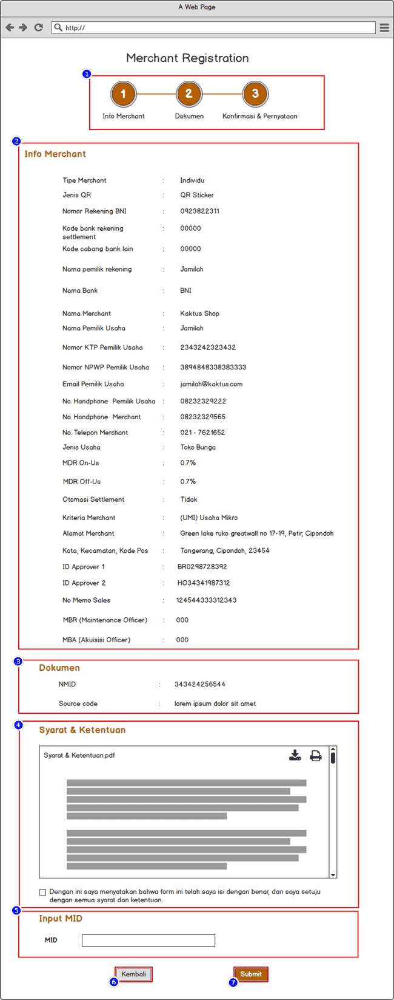 A Web Page
http://
Merchant Registration
1
1 2 3
Info Merchant Dokumen Konfirmasi & Pernyataan
2
Info Merchant
Tipe Merchant : Individu
Jenis QR : QR Sticker
Nomor Rekening BNI : 0923822311
Kode bank rekening : 00000
settlement
Kode cabang bank lain : 00000
Nama pemilik rekening : Jamilah
Nama Bank : BNI
Nama Merchant : Kaktus Shop
Nama Pemilik Usaha : Jamilah
Nomor KTP Pemilik Usaha : 2343242323432
Nomor NPWP Pemilik Usaha : 3894848338383333
Email Pemilik Usaha : jamilah@kaktus.com
No. Handphone Pemilik Usaha : 08232329222
No. Handphone Merchant : 08232329565
No. Telepon Merchant : 021 - 7621652
Jenis Usaha : Toko Bunga
MDR On-Us : 0.7%
MDR Off-Us : 0.7%
Otomasi Settlement : Tidak
Kriteria Merchant : (UMI) Usaha Mikro
Alamat Merchant : Green lake ruko greatwall no 17-19, Petir, Cipondoh
Kota, Kecamatan, Kode Pos : Tangerang, Cipondoh, 23454
ID Approver 1 : BR0298728392
ID Approver 2 : HO34341987312
No Memo Sales : 124544333312343
MBR (Maintenance Officer) : 000
MBA (Akuisisi Officer) : 000
3
Dokumen
NMID : 343424256544
Source code : lorem ipsum dolor sit amet
4
Syarat & Ketentuan
Syarat & Ketentuan.pdf
Dengan ini saya menyatakan bahwa form ini telah saya isi dengan benar, dan saya setuju
dengan semua syarat dan ketentuan.
5
Input MID
MID
Kembali Submit
6 7